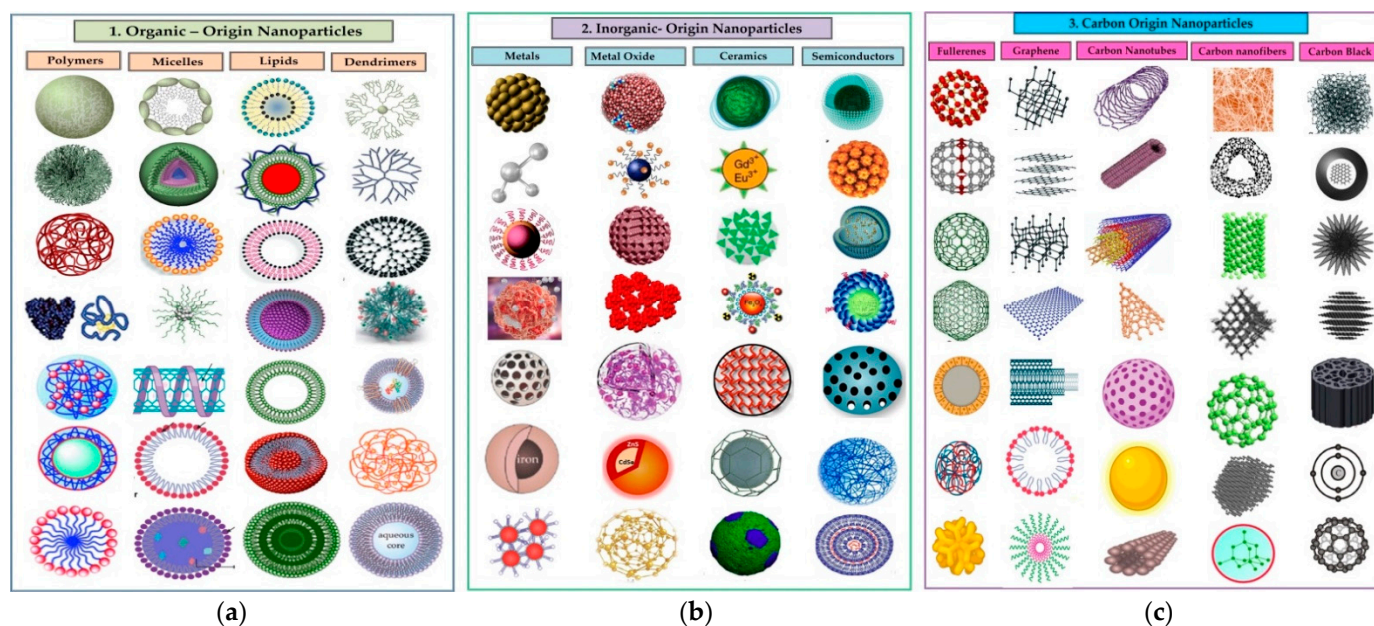 1. Organic – Origin Nanoparticles
Polymers Micelles Lipids Dendrimers
aqueous
core
(a)
2. Inorganic- Origin Nanoparticles
Metals Metal Oxide Ceramics Semiconductors
Gd3+
Eu3+
iron
ZnS
CdSe
(b)
3. Carbon Origin Nanoparticles
Fullerenes Graphene Carbon Nanotubes Carbon nanofibers Carbon Black
(c)